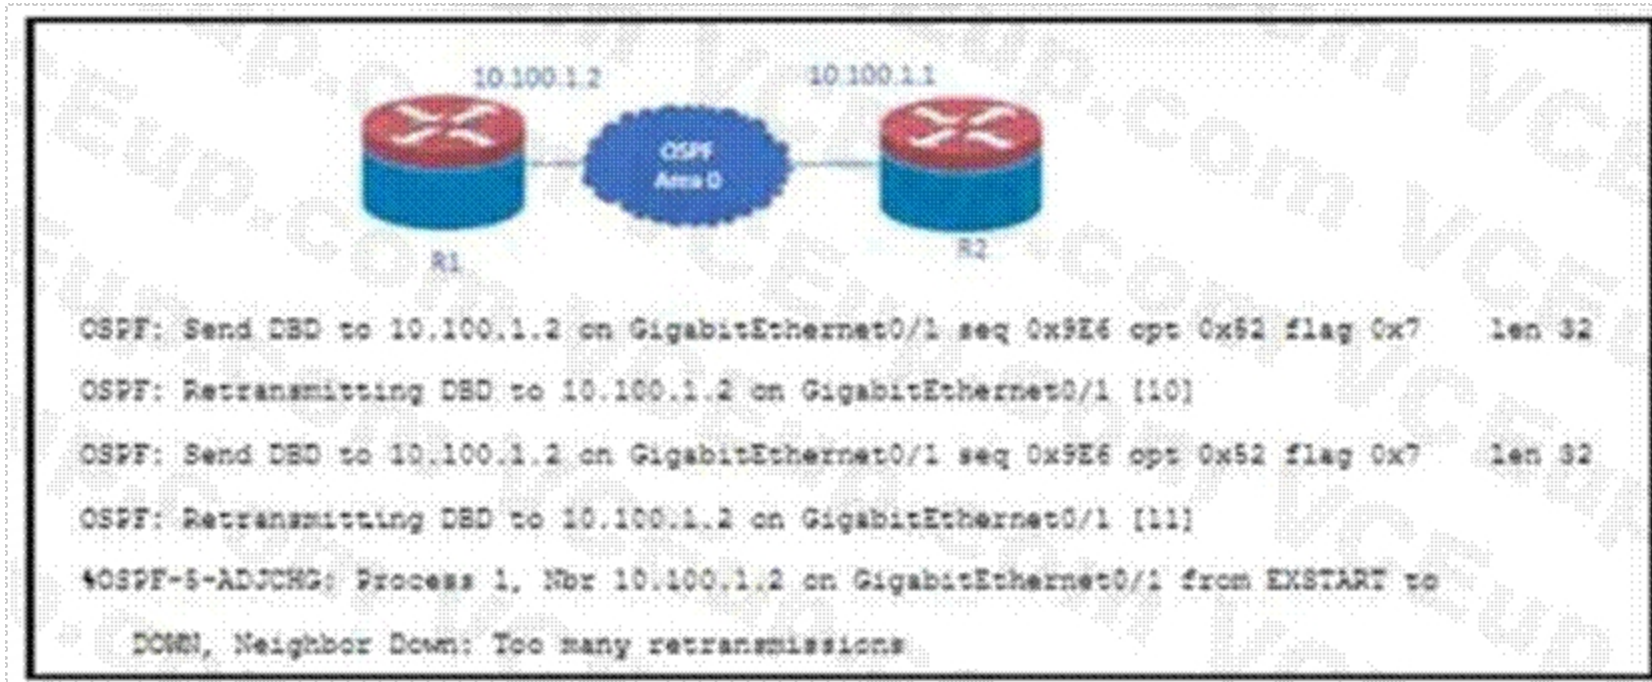 10.100.1.2
10.100.1.1
OSPF
Area 0
R1
R2
OSPF: Send DBD to 10.100.1.2 on GigabitEthernet0/1 seq 0x9E6 opt 0x52 flag 0x7 len 32
OSPF: Retransmitting DBD to 10.100.1.2 on GigabitEthernet0/1 [10]
OSPF: Send DBD to 10.100.1.2 on GigabitEthernet0/1 seq 0x9E6 opt 0x52 flag 0x7 len 32
OSPF: Retransmitting DBD to 10.100.1.2 on GigabitEthernet0/1 [11]
%OSPF-5-ADJCHG: Process 1, Nbr 10.100.1.2 on GigabitEthernet0/1 from EXSTART to
DOWN, Neighbor Down: Too many retransmissions